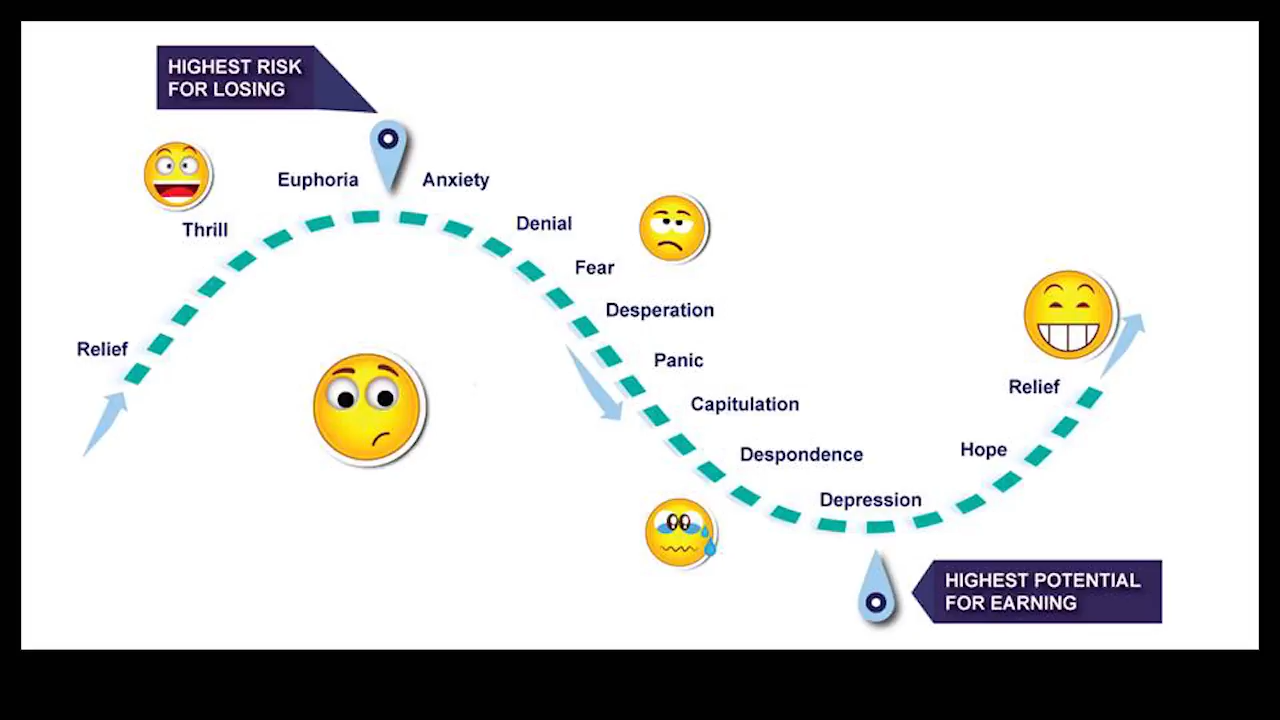 HIGHEST RISK
FOR LOSING
Euphoria
Anxiety
Thrill
Denial
Fear
Desperation
Relief
Panic
Capitulation
Relief
Despondence
Hope
Depression
HIGHEST POTENTIAL
FOR EARNING